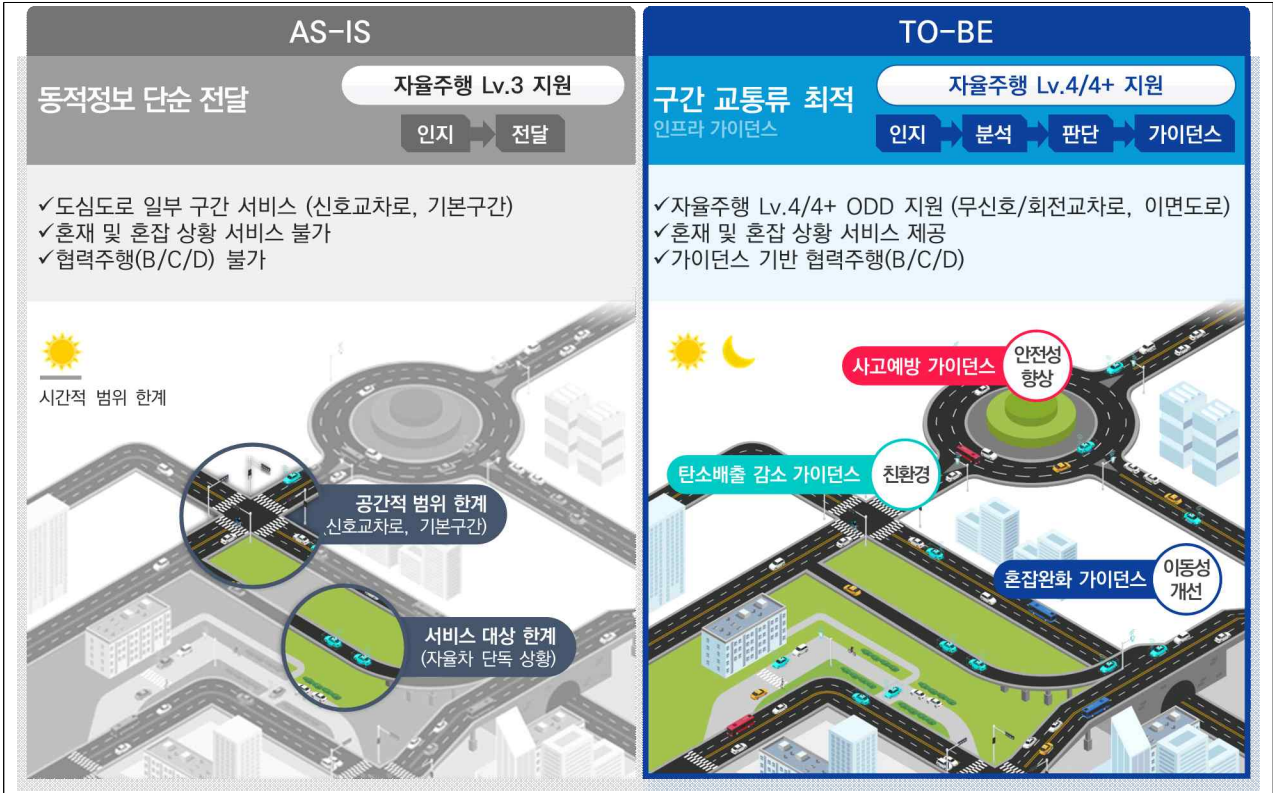 AS-IS
동적정보 단순 전달
자율주행 Lv.3 지원
인지
전달
✓도심도로 일부 구간 서비스 (신호교차로, 기본구간)
✓혼재 및 혼잡 상황 서비스 불가
✓협력주행(B/C/D) 불가
시간적 범위 한계
공간적 범위 한계
(신호교차로, 기본구간)
서비스 대상 한계
(자율차 단독 상황)
TO-BE
구간 교통류 최적
인프라 가이던스
자율주행 Lv.4/4+ 지원
인지
분석
판단
가이던스
✓자율주행 Lv.4/4+ ODD 지원 (무신호/회전교차로, 이면도로)
✓혼재 및 혼잡 상황 서비스 제공
✓가이던스 기반 협력주행(B/C/D)
사고예방 가이던스
안전성
향상
탄소배출 감소 가이던스
친환경
혼잡완화 가이던스
이동성
개선